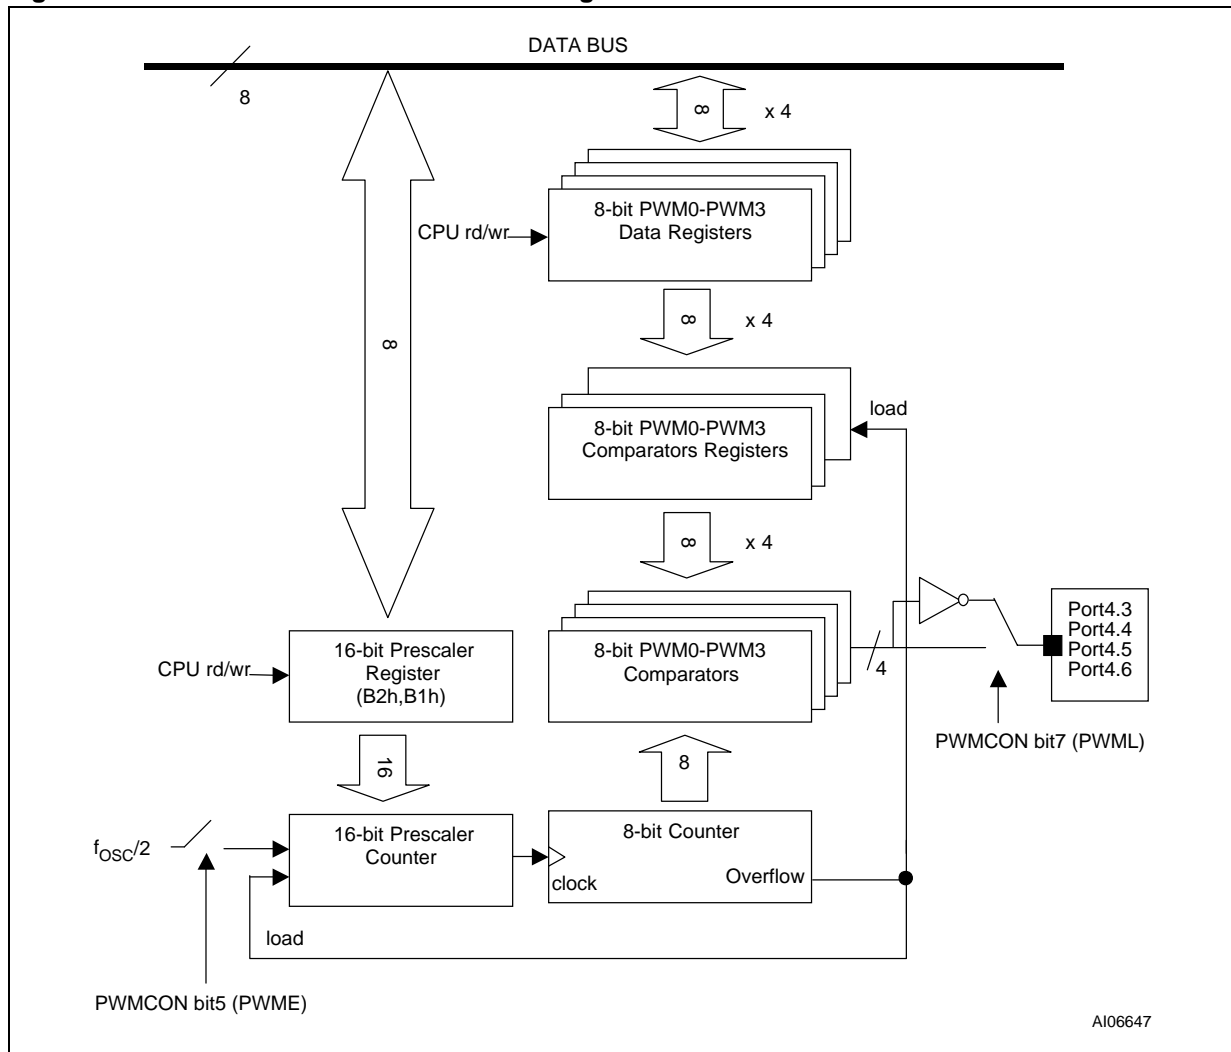 DATA BUS
8
8
x 4
8-bit PWM0-PWM3
Data Registers
CPU rd/wr
8
x 4
8
8-bit PWM0-PWM3
Comparators Registers
load
8
x 4
16-bit Prescaler
Register
(B2h,B1h)
CPU rd/wr
8-bit PWM0-PWM3
Comparators
4
Port4.3
Port4.4
Port4.5
Port4.6
PWMCON bit7 (PWML)
16
8
fOSC/2
16-bit Prescaler
Counter
8-bit Counter
clock
Overflow
load
PWMCON bit5 (PWME)
AI06647